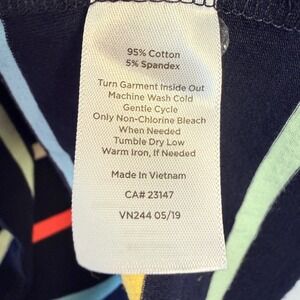 95% Cotton
5% Spandex
Turn Garment Inside Out
Machine Wash Cold
Gentle Cycle
Only Non-Chlorine Bleach
When Needed
Tumble Dry Low
Warm Iron, If Needed
Made In Vietnam
CA# 23147
VN244 05/19